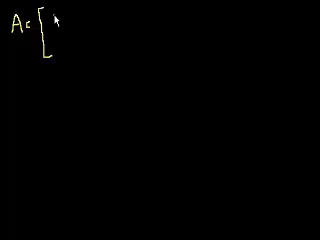 A = [